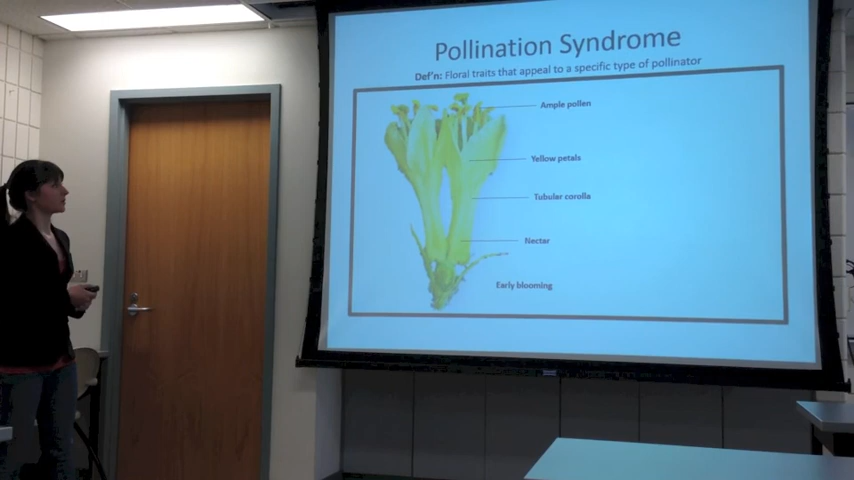 Pollination Syndrome
Def'n: Floral traits that appeal to a specific type of pollinator
Ample pollen
Yellow petals
Tubular corolla
Nectar
Early blooming